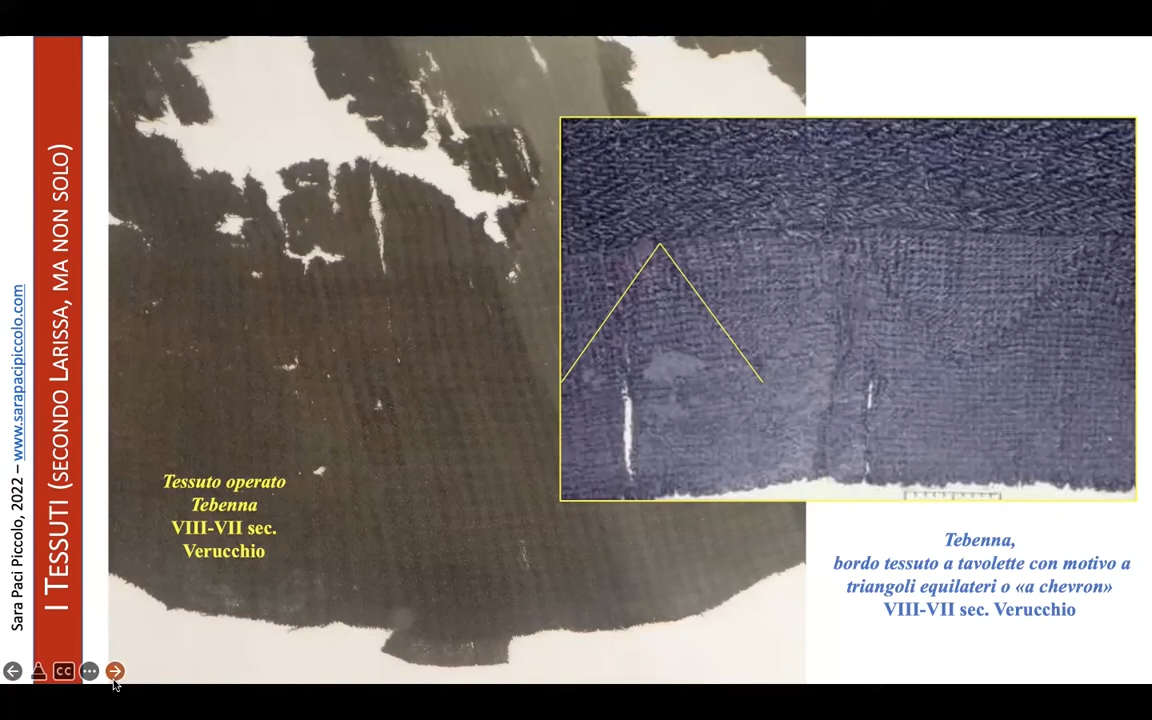 Sara Paci Piccolo, 2022 – www.sarapacipiccolo.com
I TESSUTI (SECONDO LARISSA, MA NON SOLO)
Tessuto operato
Tebenna
VIII-VII sec.
Verucchio
Tebenna,
bordo tessuto a tavolette con motivo a
triangoli equilateri o «a chevron»
VIII-VII sec. Verucchio
CC